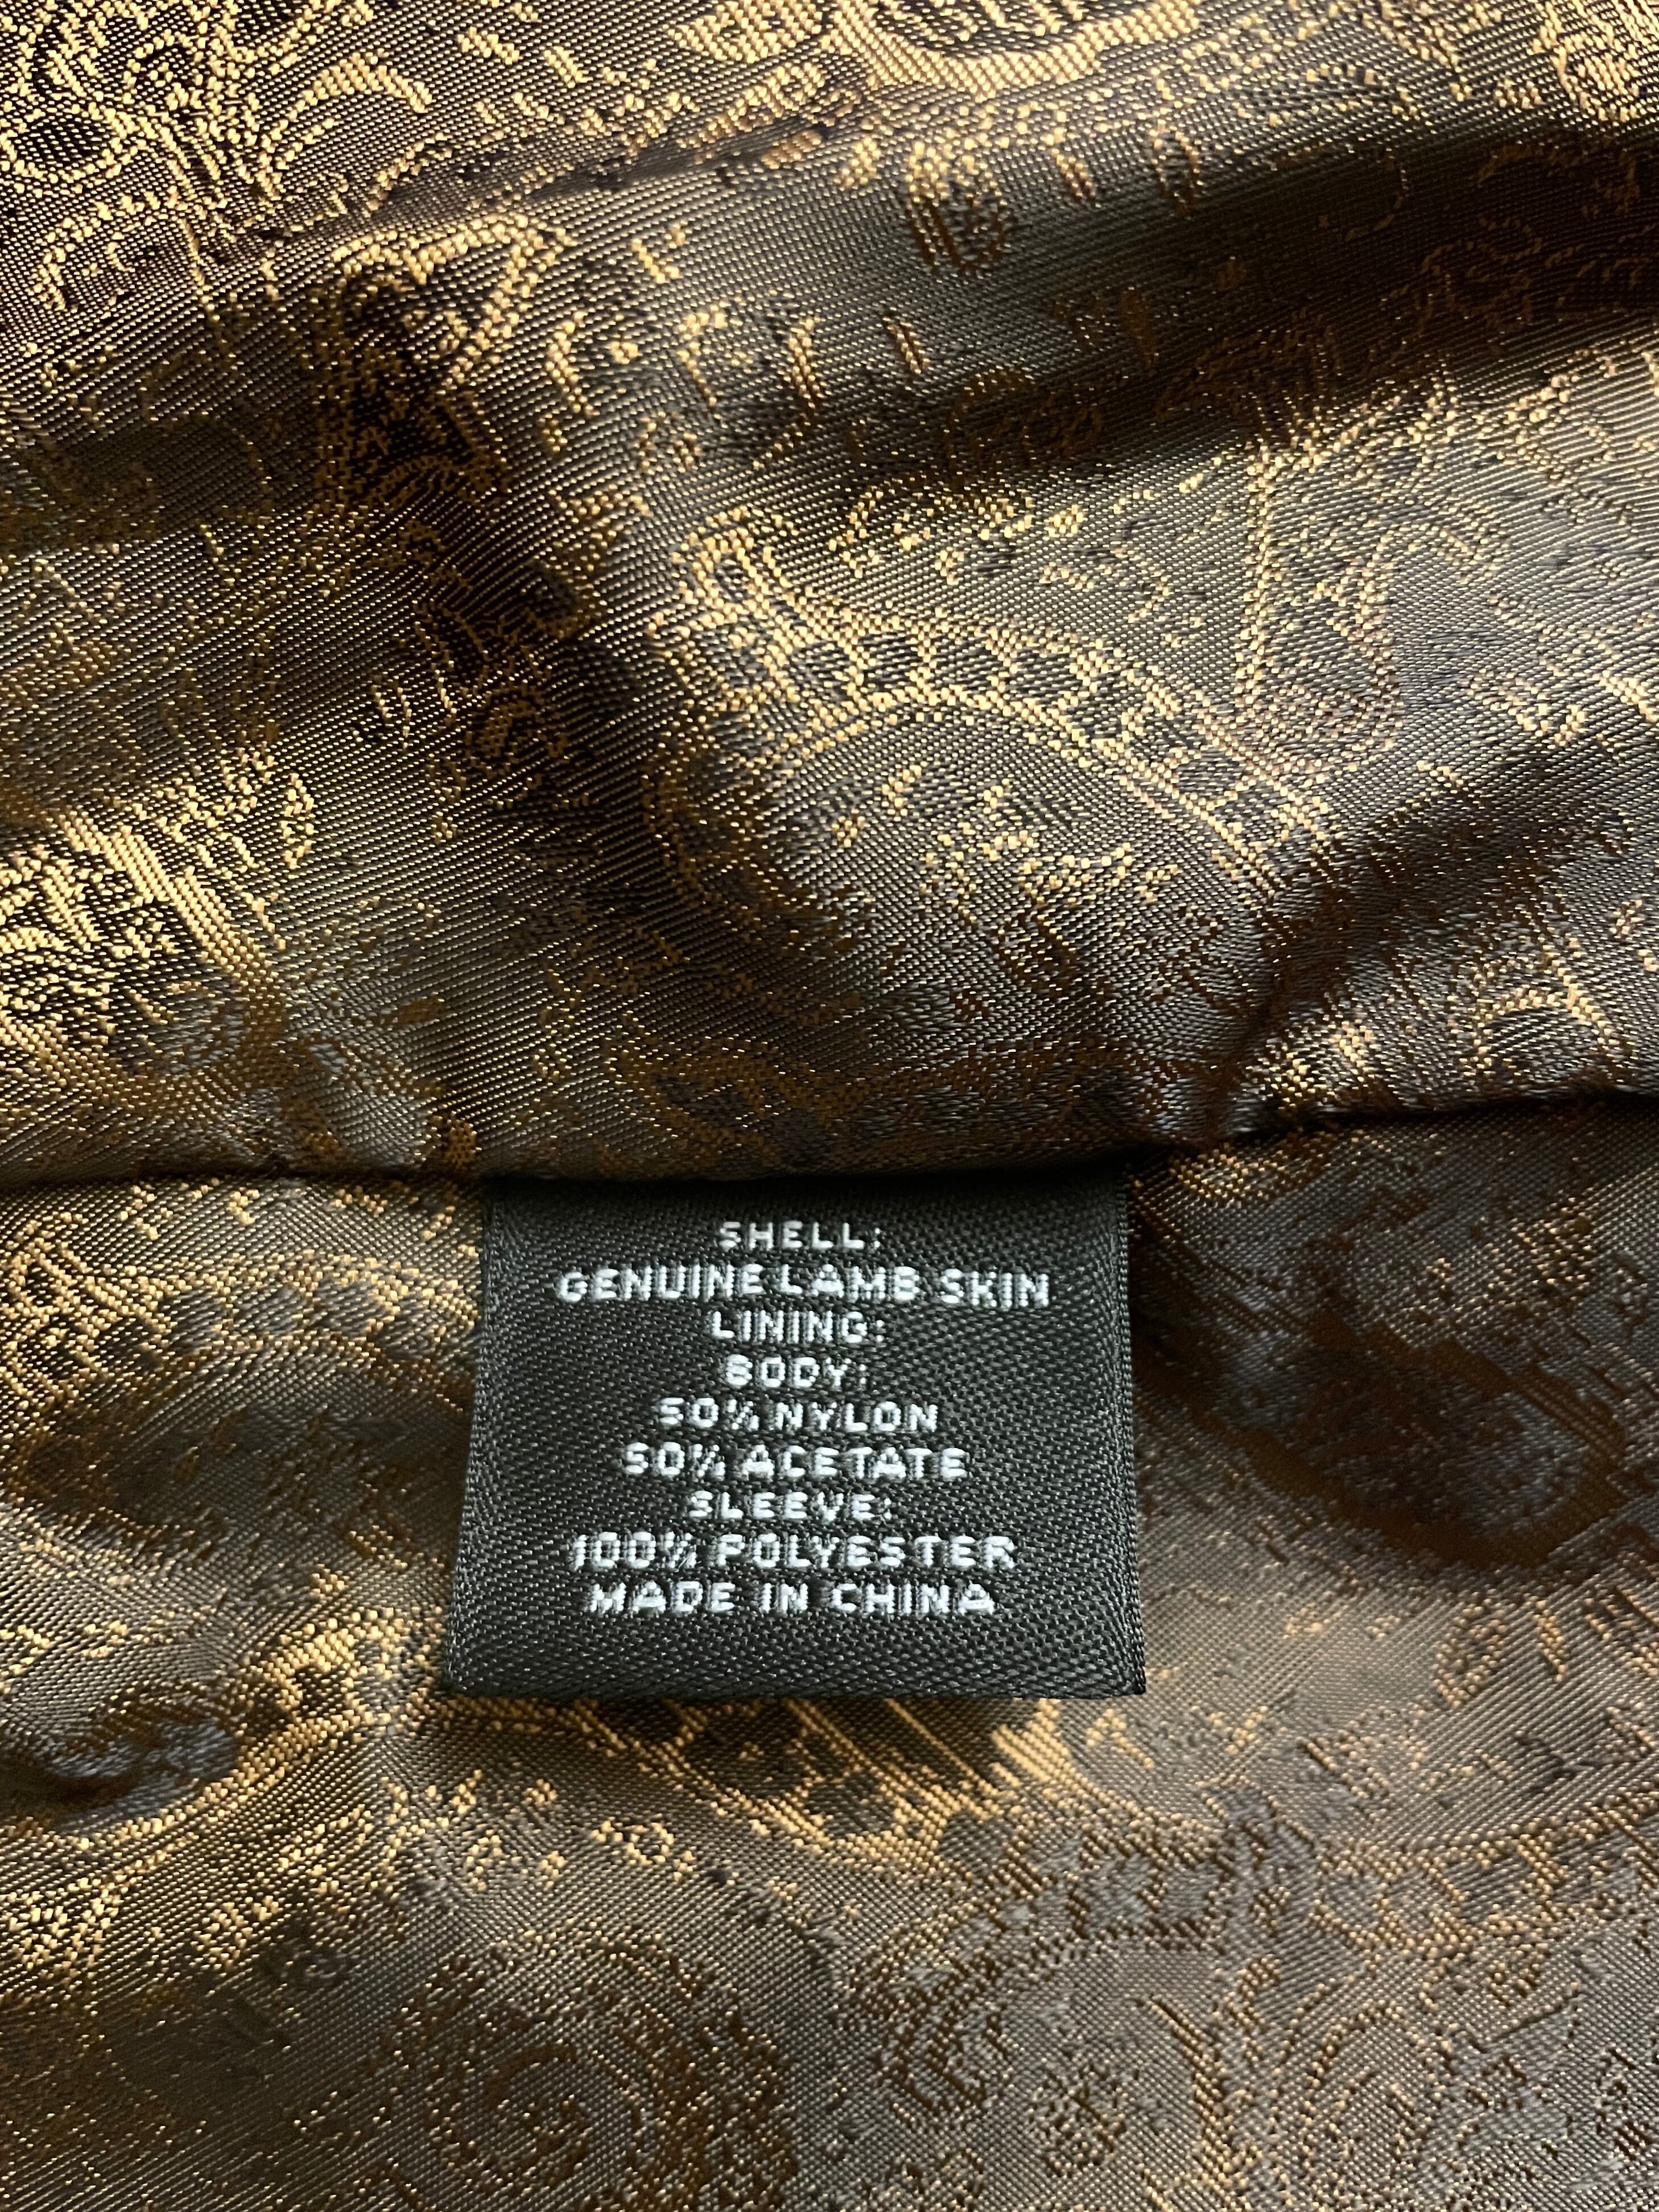 SHELL:
GENUINE LAMB SKIN
LINING:
BODY:
50% NYLON
50% ACETATE
SLEEVE:
100% POLYESTER
MADE IN CHINA